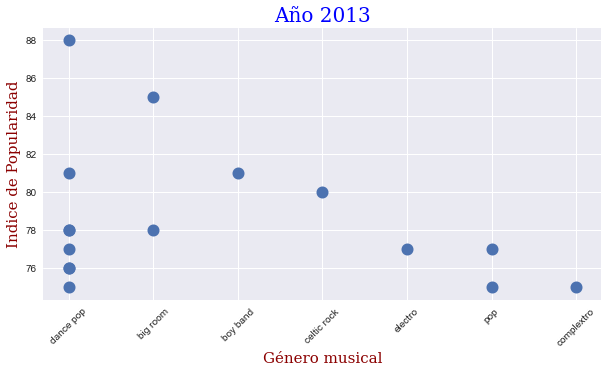 Año 2013
Indice de Popularidad
88
86
84
82
80
78
76
dance pop
big room
boy band
celtic rock
electro
pop
complextro
Género musical